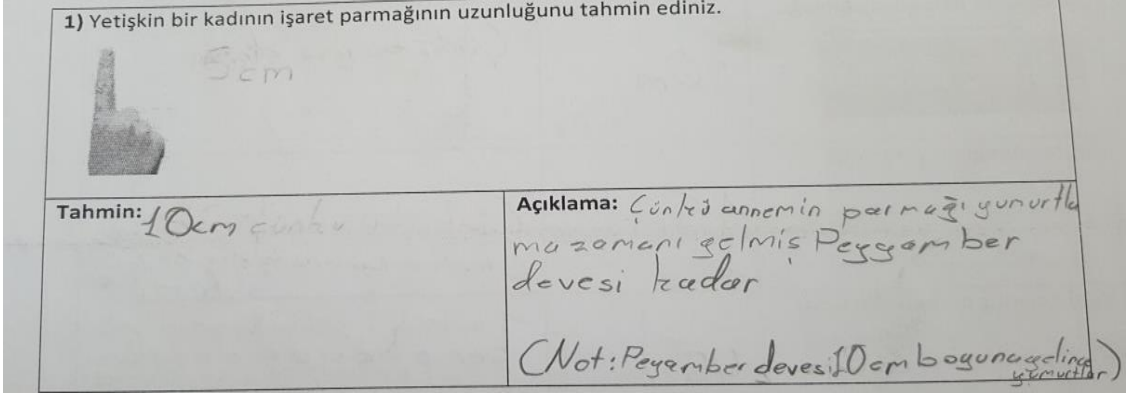 1) Yetişkin bir kadının işaret parmağının uzunluğunu tahmin ediniz.
5cm
Tahmin: 10cm çünkü
Açıklama: Çünkü annemin parmağı yumurtla
ma zamanı gelmiş Peygamber
devesi kadar
(Not: Peygamber devesi 10cm boyuna gelince
yumurtlar)